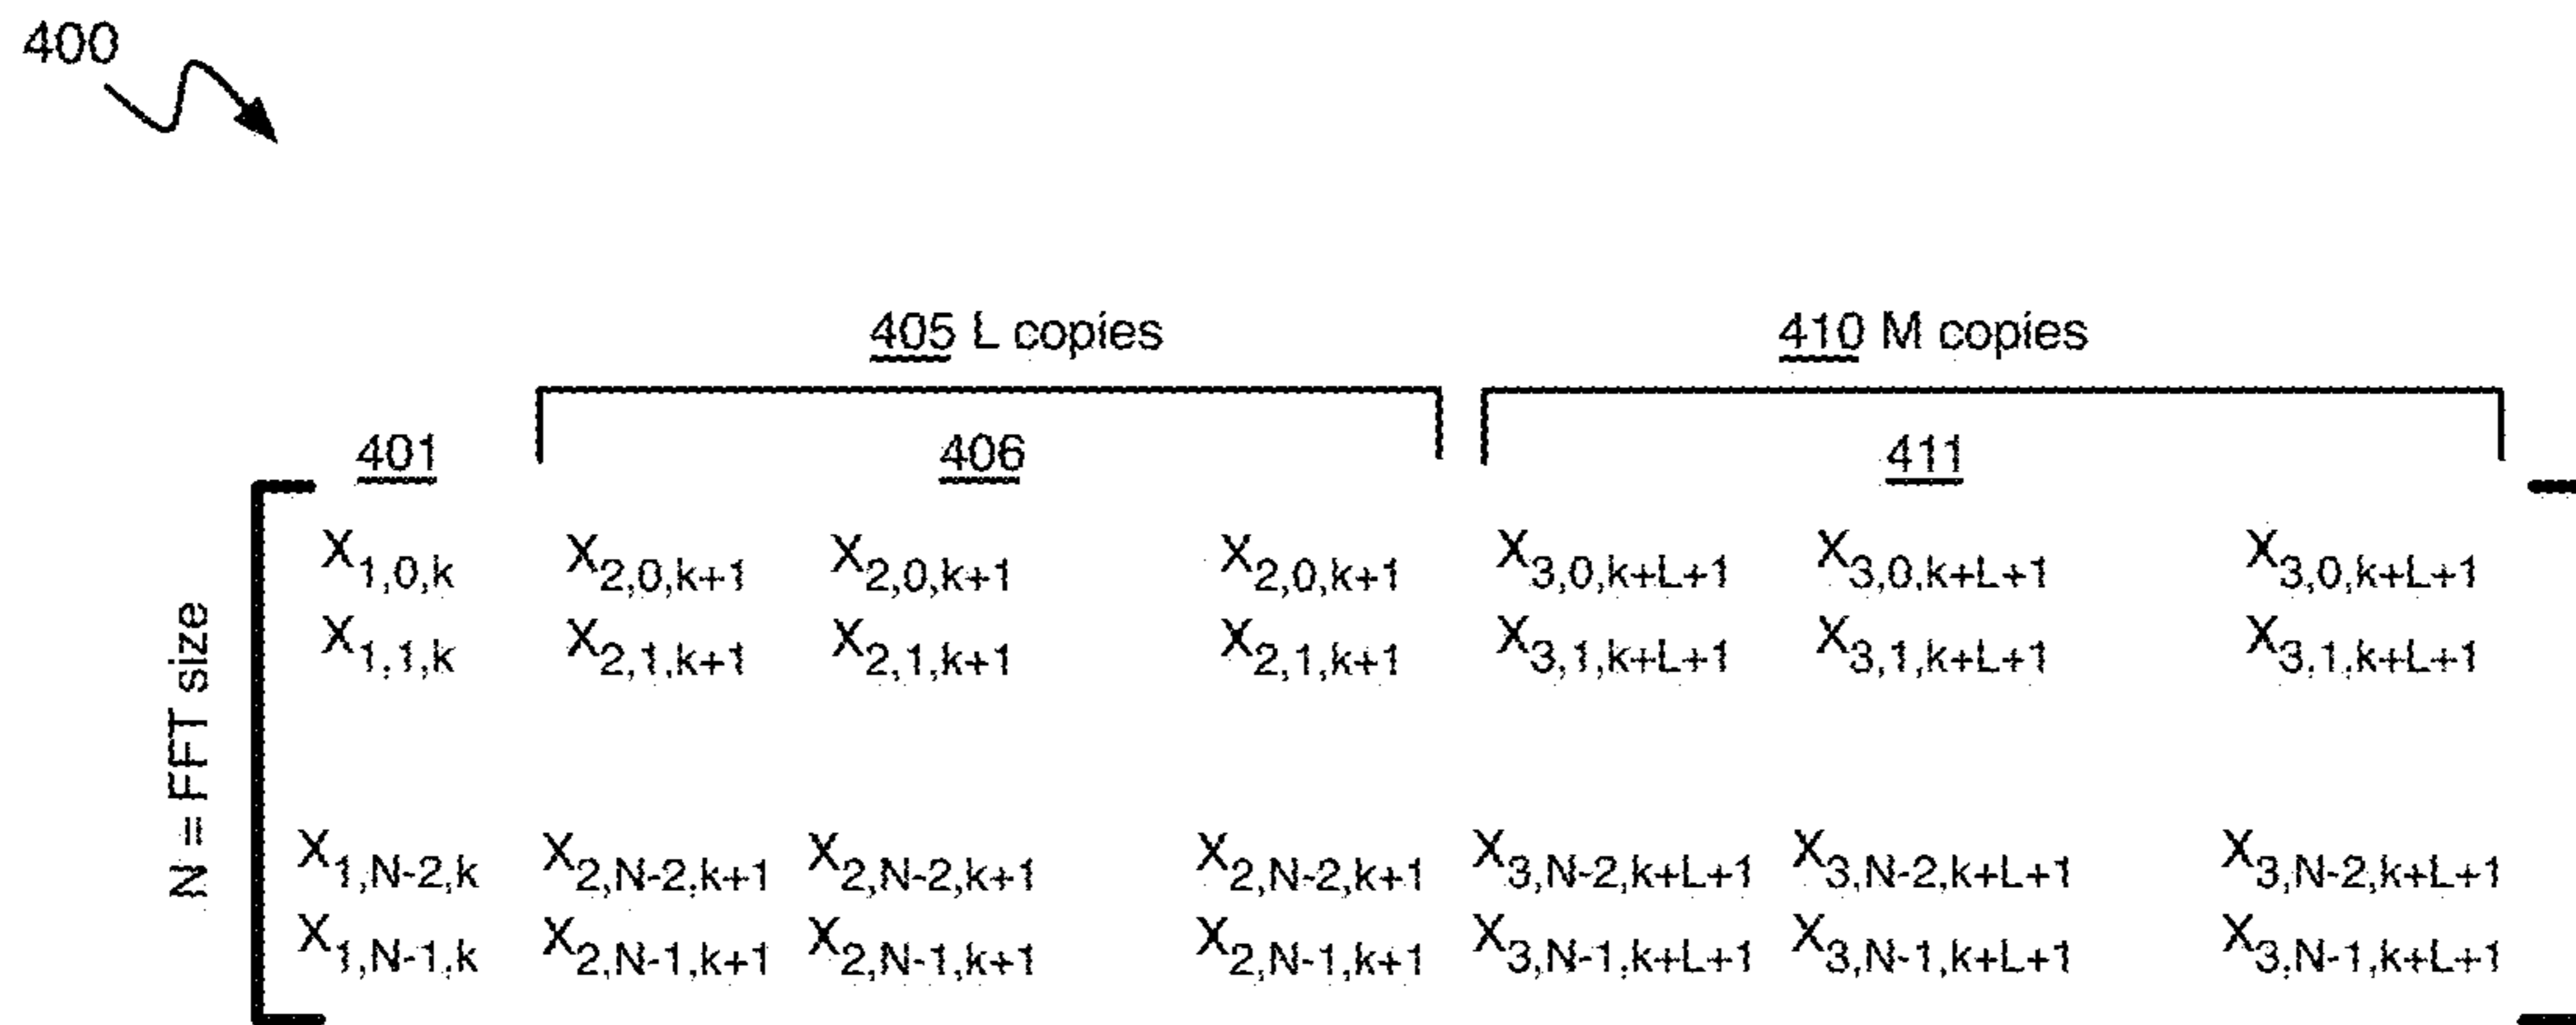 400
405 L copies 410 M copies
401 406 411
X1,0,k X2,0,k+1 X2,0,k+1 X2,0,k+1 X3,0,k+L+1 X3,0,k+L+1 X3,0,k+L+1
X1,1,k X2,1,k+1 X2,1,k+1 X2,1,k+1 X3,1,k+L+1 X3,1,k+L+1 X3,1,k+L+1
N = FFT size
X1,N-2,k X2,N-2,k+1 X2,N-2,k+1 X2,N-2,k+1 X3,N-2,k+L+1 X3,N-2,k+L+1 X3,N-2,k+L+1
X1,N-1,k X2,N-1,k+1 X2,N-1,k+1 X2,N-1,k+1 X3,N-1,k+L+1 X3,N-1,k+L+1 X3,N-1,k+L+1